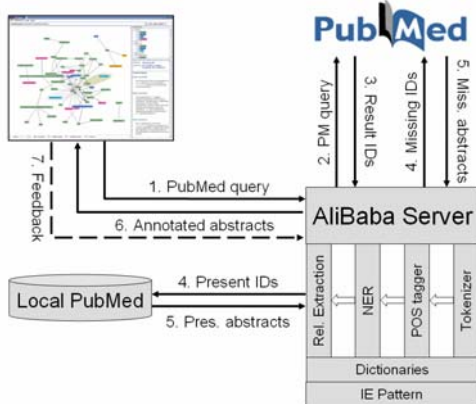 PubMed
2. PM query
3. Result IDs
4. Missing IDs
5. Miss. abstracts
7. Feedback
1. PubMed query
6. Annotated abstracts
AliBaba Server
4. Present IDs
5. Pres. abstracts
Local PubMed
Rel. Extraction
NER
POS tagger
Tokenizer
Dictionaries
IE Pattern